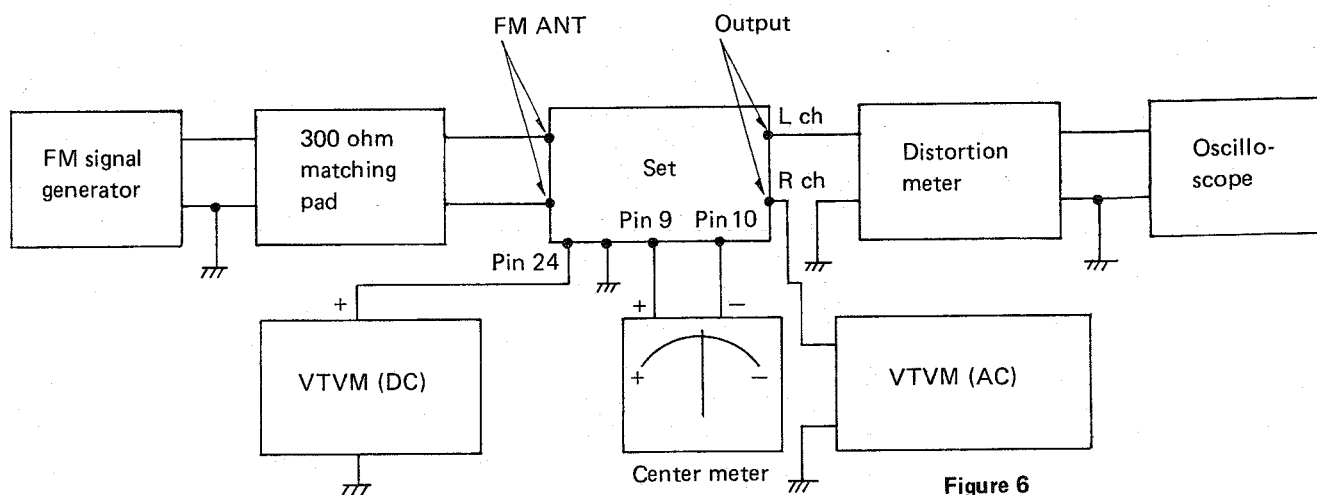 FM ANT
Output
FM signal
generator
300 ohm
matching
pad
Set
L ch
R ch
Distortion
meter
Oscillo-
scope
Pin 9
Pin 10
Pin 24
+
VTVM (DC)
+
−
+
−
Center meter
VTVM (AC)
Figure 6